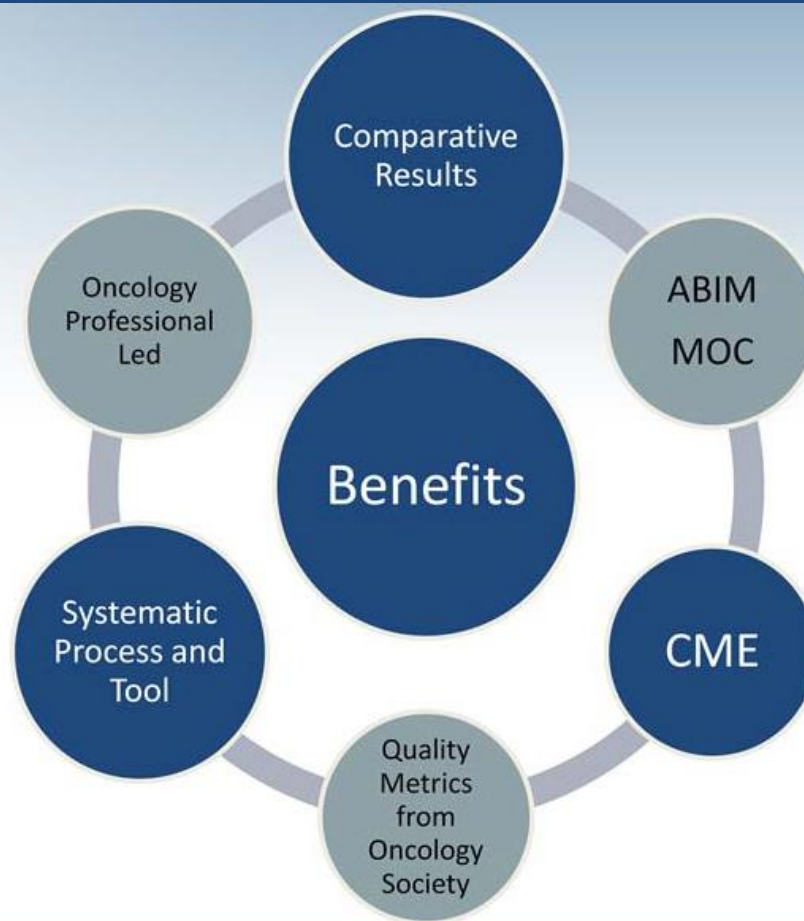 Comparative
Results
ABIM
MOC
CME
Quality
Metrics
from
Oncology
Society
Systematic
Process and
Tool
Oncology
Professional
Led
Benefits